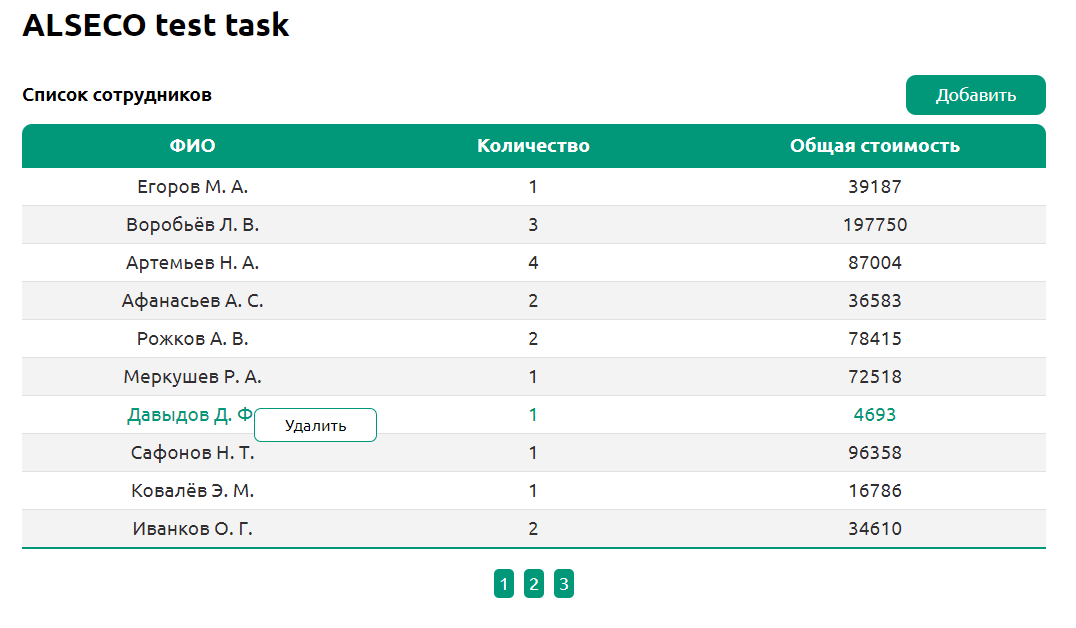 ALSECO test task
Список сотрудников Добавить
ФИО Количество Общая стоимость
Егоров М. А. 1 39187
Воробьёв Л. В. 3 197750
Артемьев Н. А. 4 87004
Афанасьев А. С. 2 36583
Рожков А. В. 2 78415
Меркушев Р. А. 1 72518
Давыдов Д. Ф 1 4693
Удалить
Сафонов Н. Т. 1 96358
Ковалёв Э. М. 1 16786
Иванков О. Г. 2 34610
1 2 3